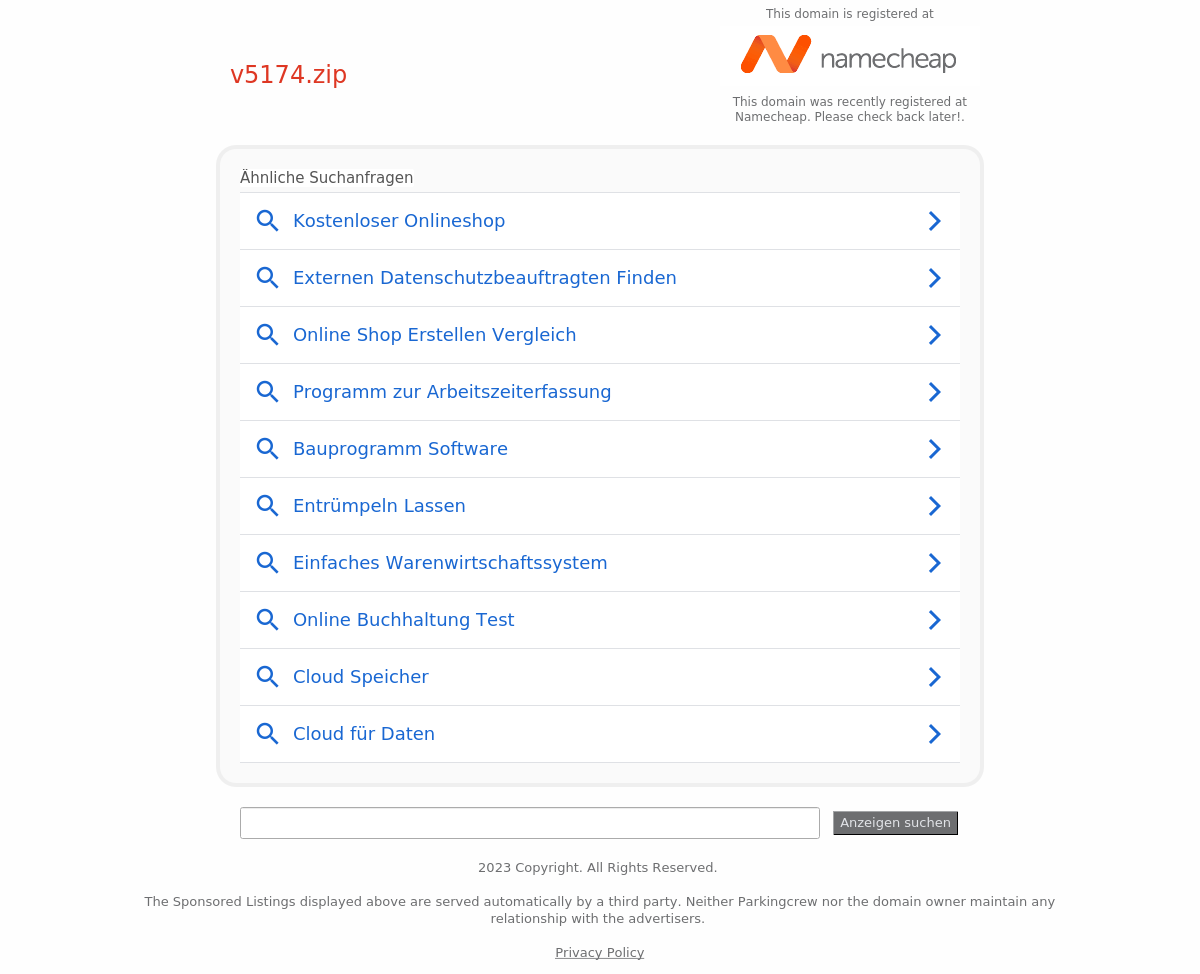 This domain is registered at
namecheap
v5174.zip
This domain was recently registered at
Namecheap. Please check back later!.
Ähnliche Suchanfragen
Kostenloser Onlineshop
Externen Datenschutzbeauftragten Finden
Online Shop Erstellen Vergleich
Programm zur Arbeitszeiterfassung
Bauprogramm Software
Entrümpeln Lassen
Einfaches Warenwirtschaftssystem
Online Buchhaltung Test
Cloud Speicher
Cloud für Daten
Anzeigen suchen
2023 Copyright. All Rights Reserved.
The Sponsored Listings displayed above are served automatically by a third party. Neither Parkingcrew nor the domain owner maintain any
relationship with the advertisers.
Privacy Policy